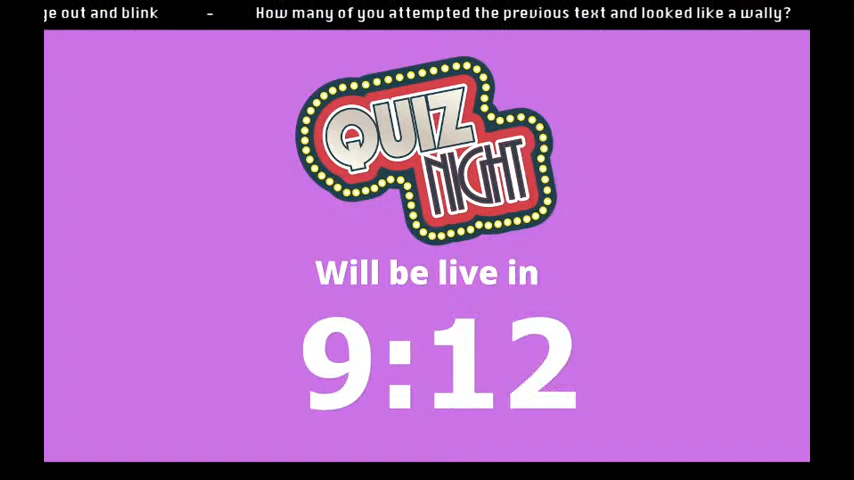 ge out and blink - How many of you attempted the previous text and looked like a wally?
QUIZ
NIGHT
Will be live in
9:12